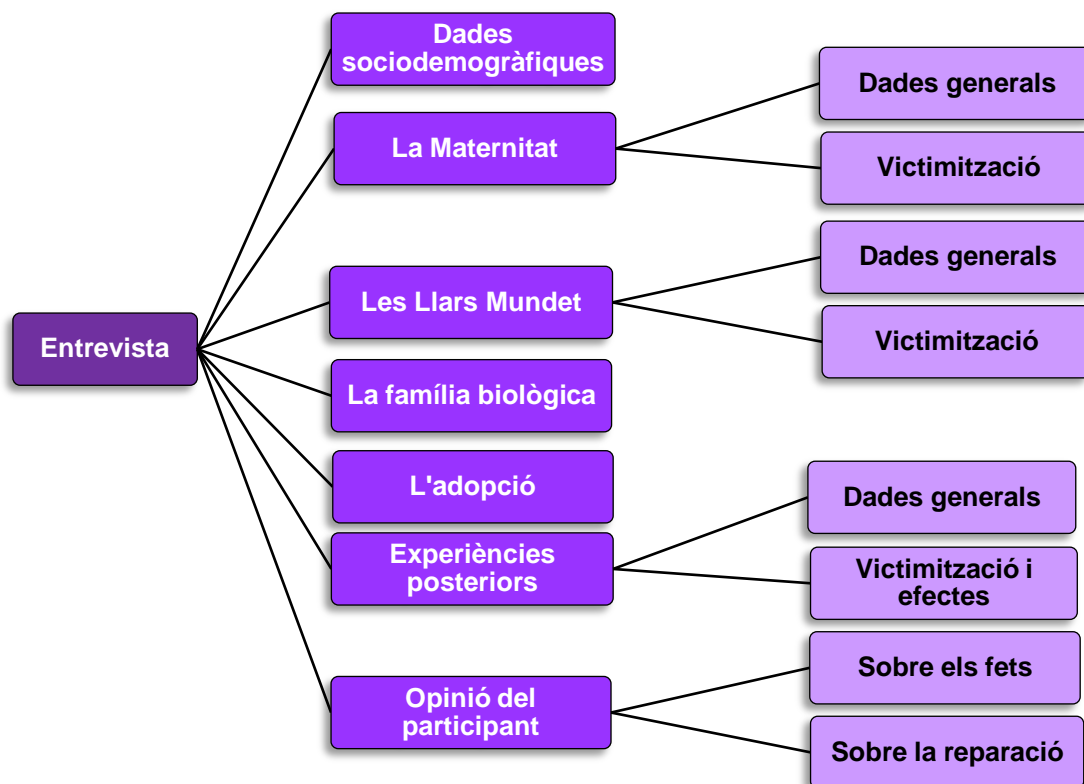 Dades
sociodemogràfiques
Dades generals
La Maternitat
Victimització
Dades generals
Les Llars Mundet
Victimització
Entrevista
La família biològica
L'adopció
Dades generals
Experiències
posteriors
Victimització i
efectes
Sobre els fets
Opinió del
participant
Sobre la reparació